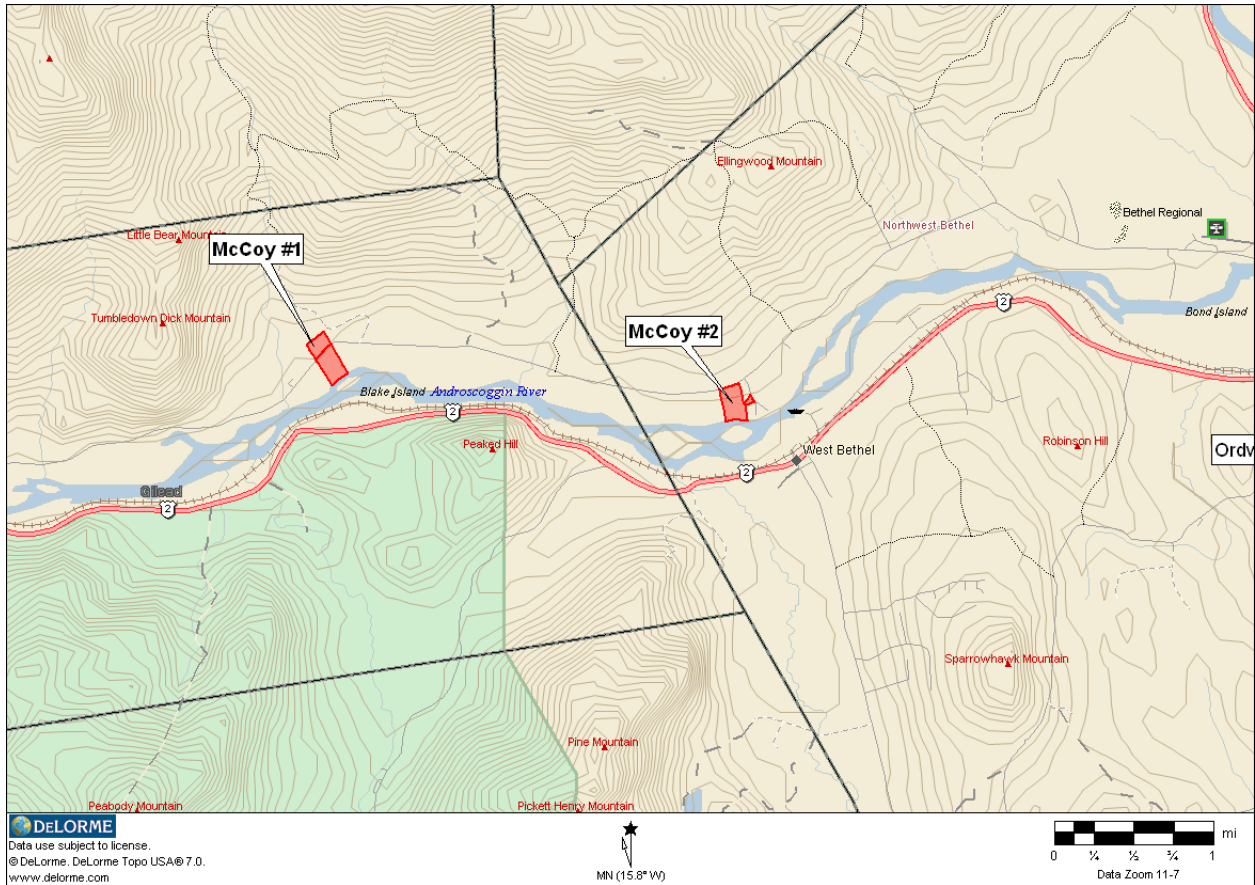 Ellingwood Mountain
Bethel Regional
Northwest Bethel
Little Bear Mountain
McCoy #1
2
Bond Island
Tumbledown Dick Mountain
McCoy #2
Blake Island
Androscoggin River
2
Peaked Hill
Robinson Hill
Ordv
West Bethel
2
Gilead
2
Sparrowhawk Mountain
Pine Mountain
Peabody Mountain
Pickett Henry Mountain
DELORME
Data use subject to license.
© DeLorme. DeLorme Topo USA® 7.0.
www.delorme.com
MN (15.8° W)
mi
0 ¼ ½ ¾ 1
Data Zoom 11-7